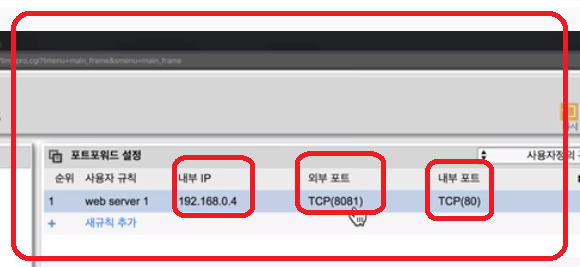 timepro.cgi?tmenu=main_frame&smenu=main_frame
포트포워드 설정
사용자정의
순위 사용자 규칙 내부 IP 외부 포트 내부 포트
1 web server 1 192.168.0.4 TCP(8081) TCP(80)
+ 새규칙 추가